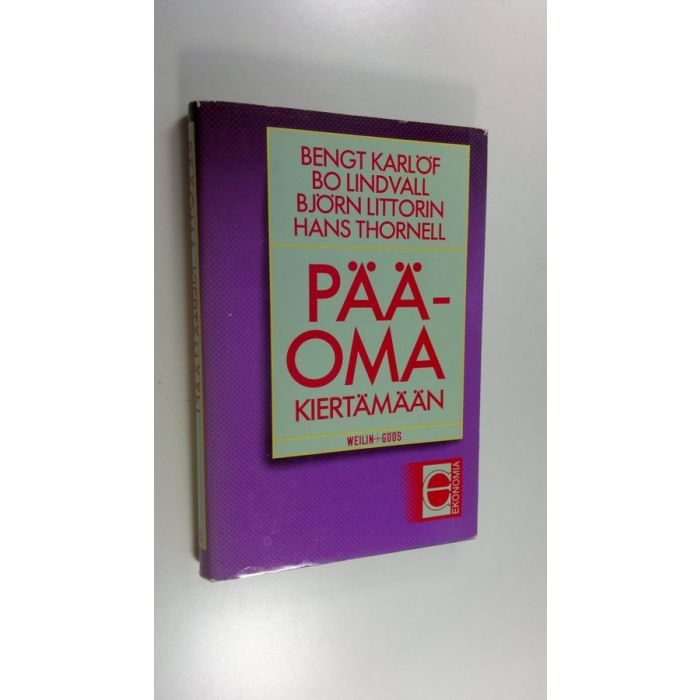 BENGT KARLÖF
BO LINDVALL
BJÖRN LITTORIN
HANS THORNELL
PÄÄ-
OMA
KIERTÄMÄÄN
WEILIN+GÖÖS
e
EKONOMIA